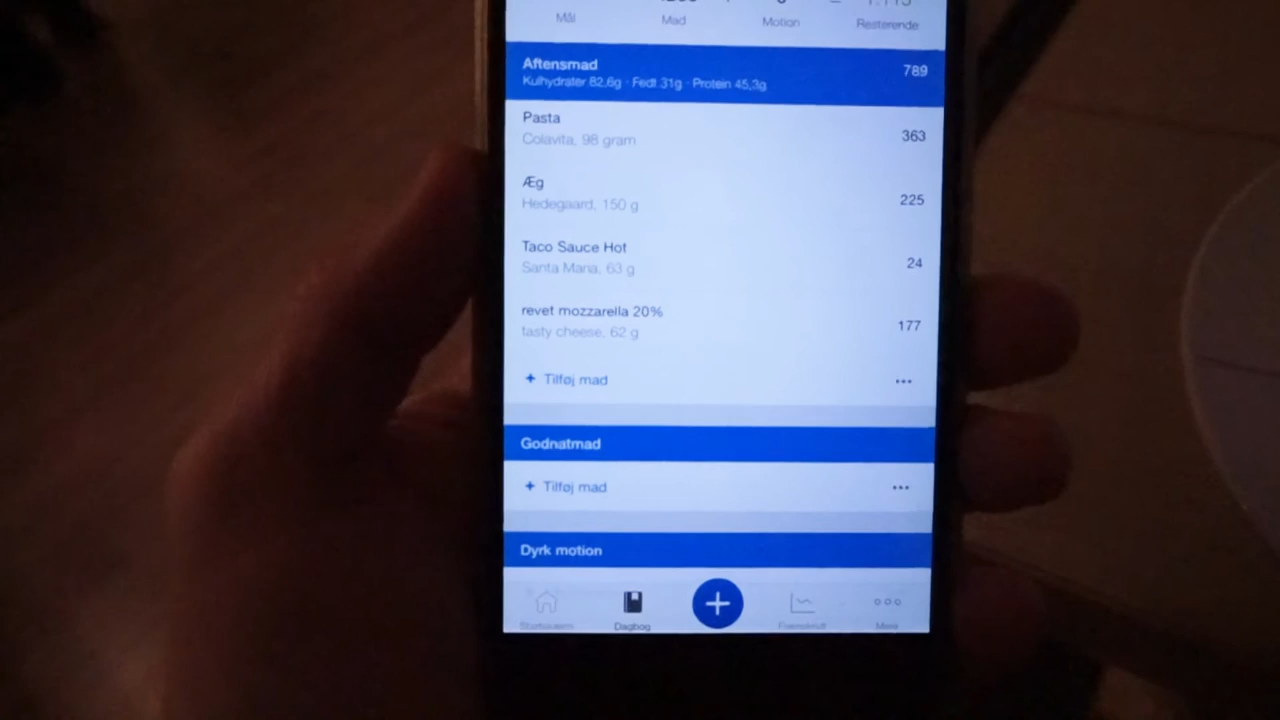 Mål
Mad
Motion
Resterende
Aftensmad
789
Kulhydrater 82,6g · Fedt 31g · Protein 45,3g
Pasta
363
Colavita, 98 gram
Æg
225
Hedegaard, 150 g
Taco Sauce Hot
24
Santa Maria, 63 g
revet mozzarella 20%
177
tasty cheese, 62 g
+ Tilføj mad
Godnatmad
+ Tilføj mad
Dyrk motion
Dagbog
Mere